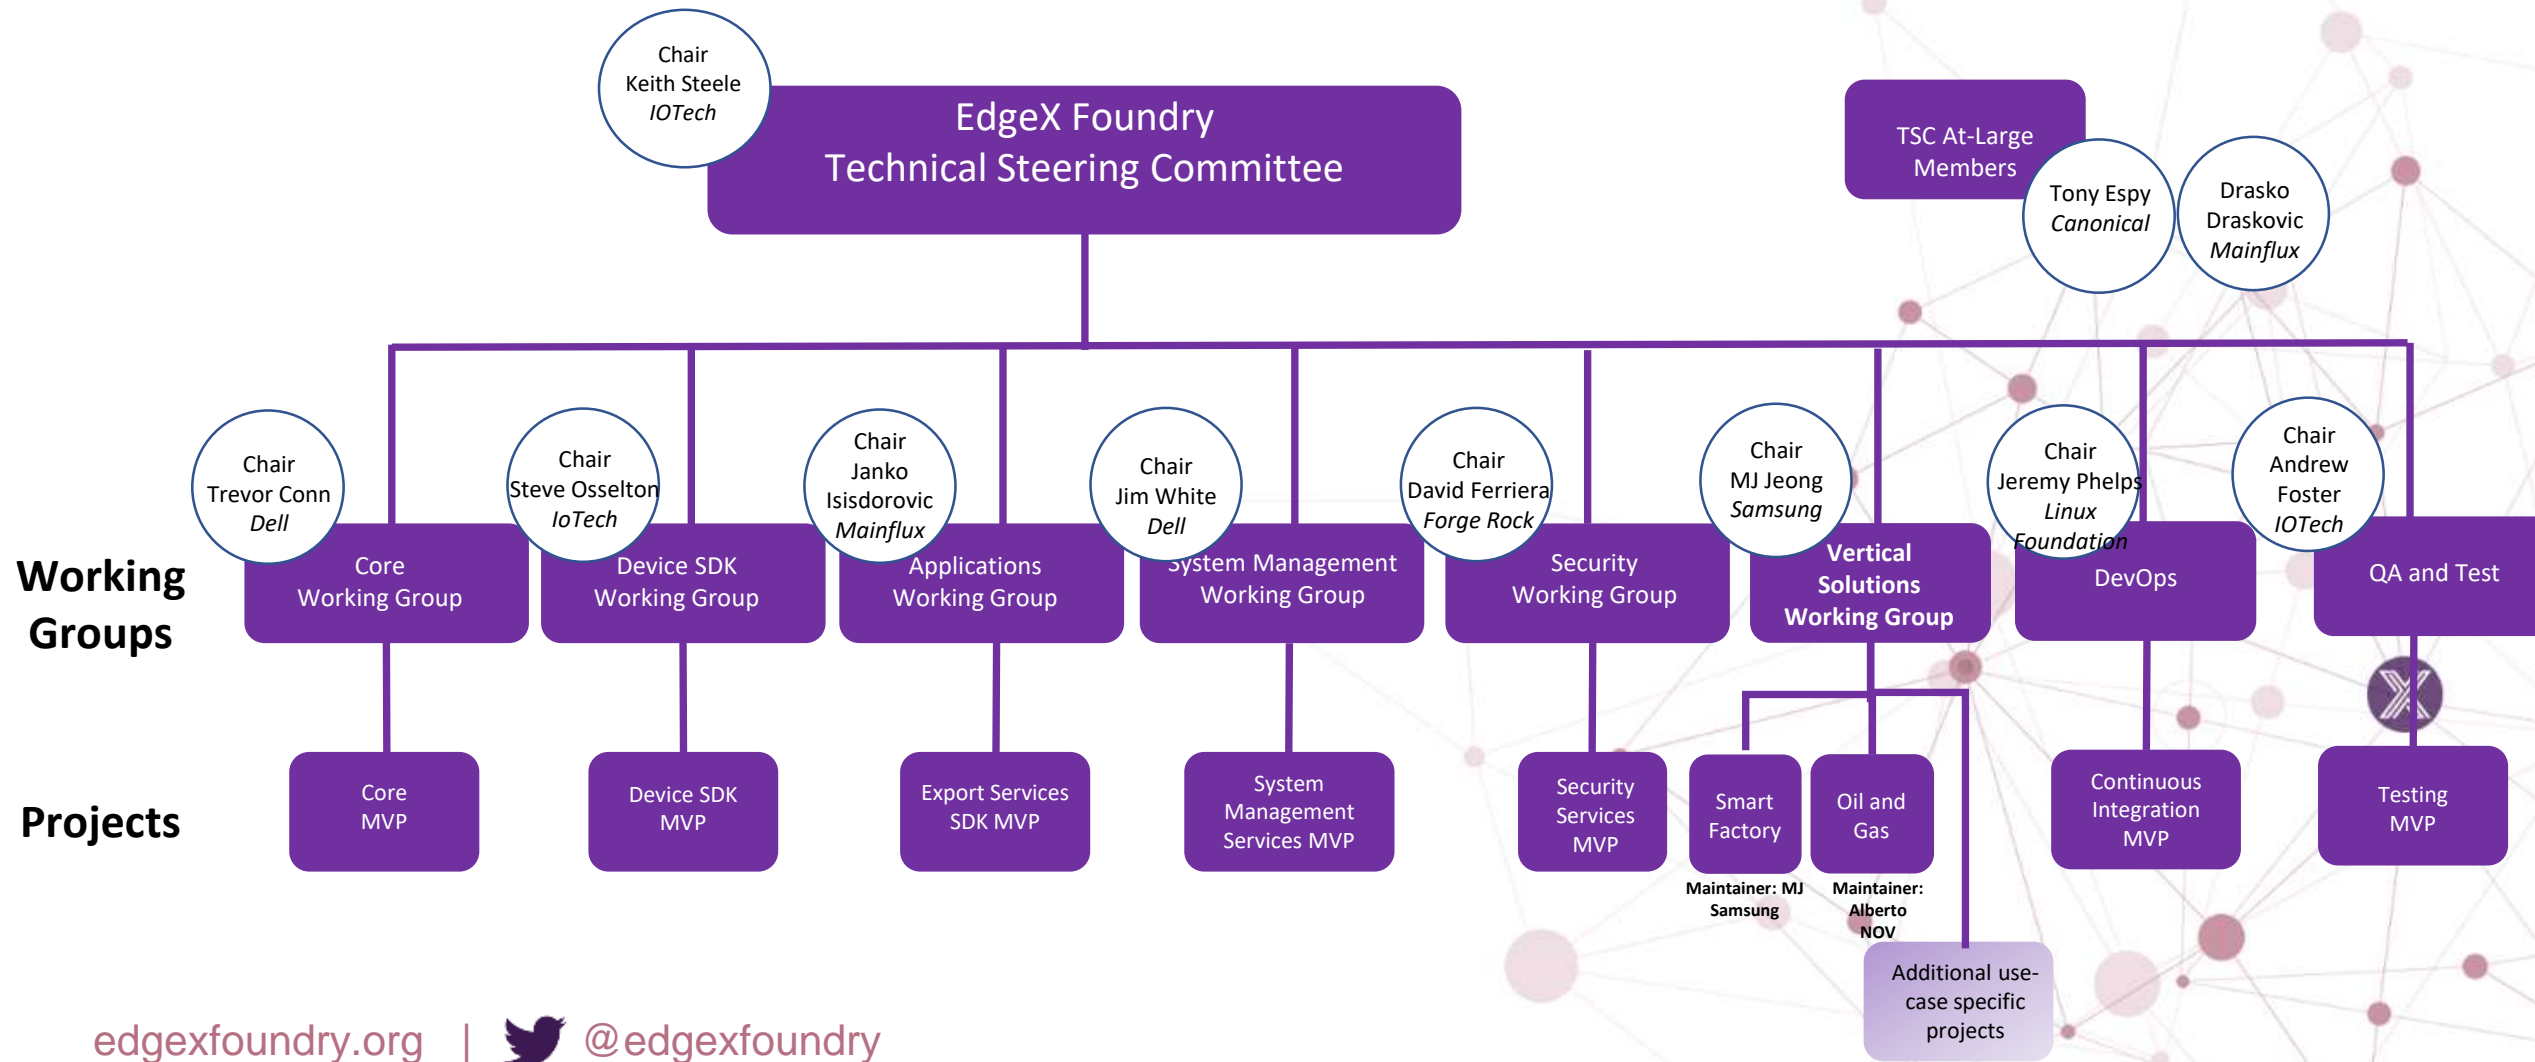 Chair
Keith Steele
IOTech
EdgeX Foundry
Technical Steering Committee
TSC At-Large
Members
Tony Espy
Canonical
Drasko
Draskovic
Mainflux
Chair
Trevor Conn
Dell
Chair
Steve Osselton
IoTech
Chair
Janko
Isisdorovic
Mainflux
Chair
Jim White
Dell
Chair
David Ferriera
Forge Rock
Chair
MJ Jeong
Samsung
Chair
Jeremy Phelps
Linux
Foundation
Chair
Andrew
Foster
IOTech
Working
Groups
Core
Working Group
Device SDK
Working Group
Applications
Working Group
System Management
Working Group
Security
Working Group
Vertical
Solutions
Working Group
DevOps
QA and Test
Projects
Core
MVP
Device SDK
MVP
Export Services
SDK MVP
System
Management
Services MVP
Security
Services
MVP
Smart
Factory
Oil and
Gas
Continuous
Integration
MVP
Testing
MVP
Maintainer: MJ
Samsung
Maintainer:
Alberto
NOV
Additional use-
case specific
projects
edgexfoundry.org | @edgexfoundry